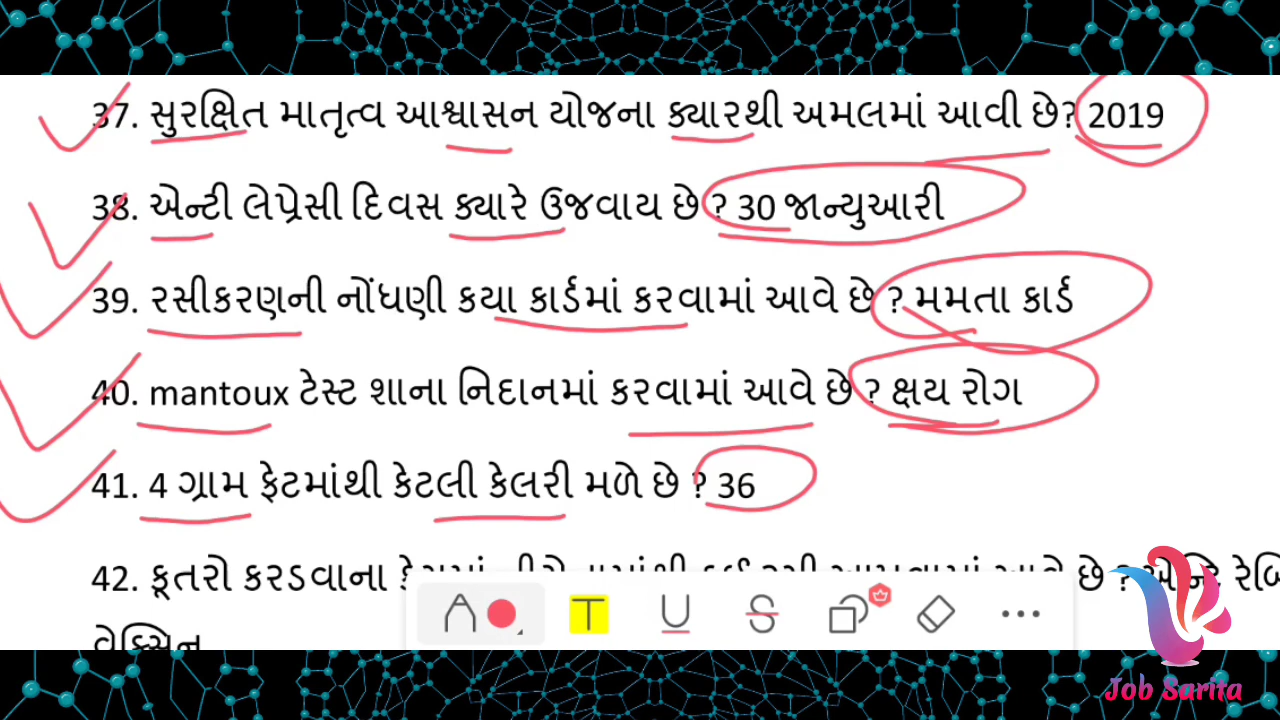 37. સુરક્ષિત માતૃત્વ આશ્વાસન યોજના ક્યારથી અમલમાં આવી છે? 2019
38. એન્ટી લેપ્રેસી દિવસ ક્યારે ઉજવાય છે ? 30 જાન્યુઆરી
39. રસીકરણની નોંધણી કયા કાર્ડમાં કરવામાં આવે છે ? મમતા કાર્ડ
40. mantoux ટેસ્ટ શાના નિદાનમાં કરવામાં આવે છે ? ક્ષય રોગ
41. 4 ગ્રામ ફેટમાંથી કેટલી કેલરી મળે છે ? 36
42. કૂતરો કરડવાના છે ?
Job Sarita